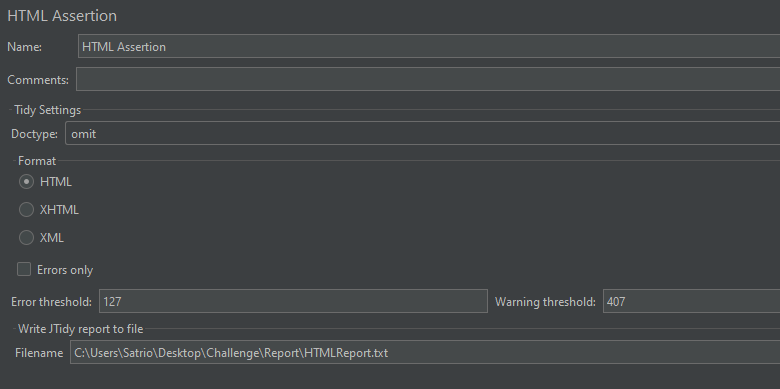 HTML Assertion
Name: HTML Assertion
Comments:
Tidy Settings
Doctype: omit
Format
HTML
XHTML
XML
Errors only
Error threshold: 127 Warning threshold: 407
Write JTidy report to file
Filename C:\Users\Satrio\Desktop\Challenge\Report\HTMLReport.txt